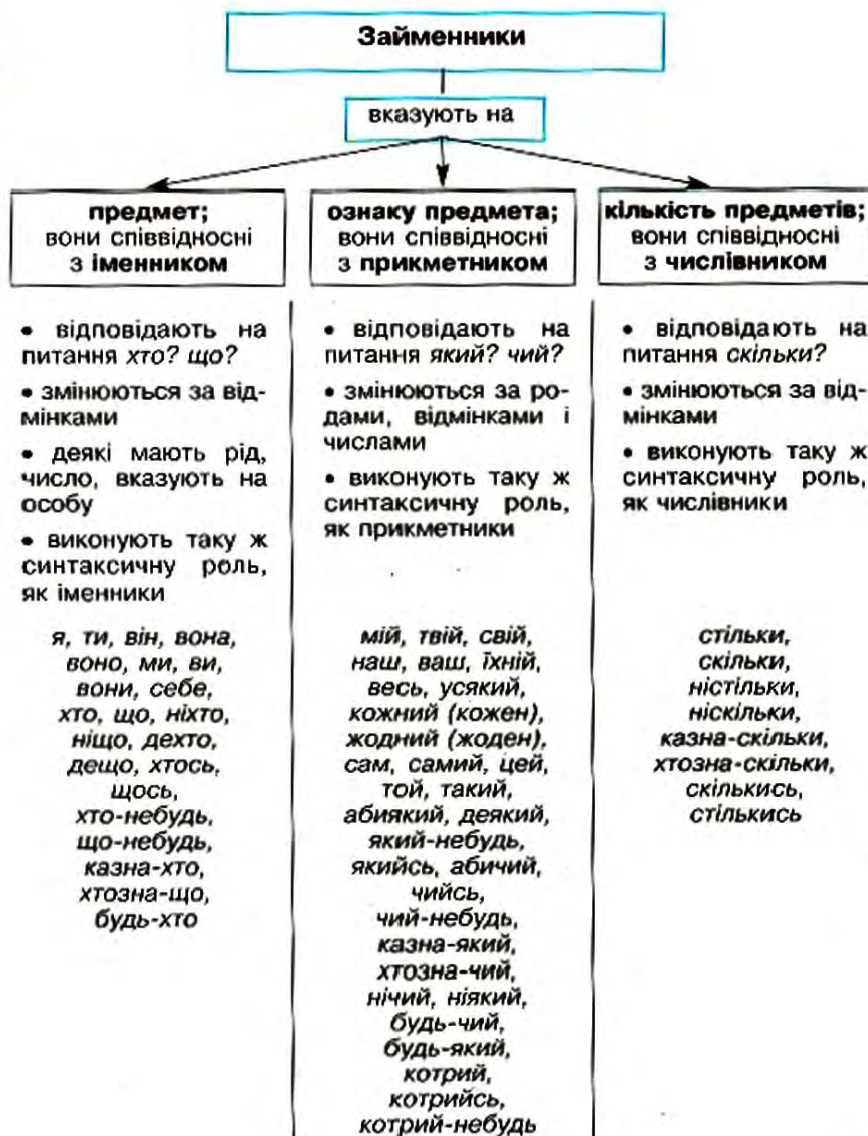 Займенники
вказують на
предмет;
вони співвідносні
з іменником
ознаку предмета;
вони співвідносні
з прикметником
кількість предметів;
вони співвідносні
з числівником
• відповідають на
питання хто? що?
• змінюються за від-
мінками
• деякі мають рід,
число, вказують на
особу
• виконують таку ж
синтаксичну роль,
як іменники
я, ти, він, вона,
воно, ми, ви,
вони, себе,
хто, що, ніхто,
ніщо, дехто,
дещо, хтось,
щось,
хто-небудь,
що-небудь,
казна-хто,
хтозна-що,
будь-хто
• відповідають на
питання який? чий?
• змінюються за ро-
дами, відмінками і
числами
• виконують таку ж
синтаксичну роль,
як прикметники
мій, твій, свій,
наш, ваш, їхній,
весь, усякий,
кожний (кожен),
жодний (жоден),
сам, самий, цей,
той, такий,
абиякий, деякий,
який-небудь,
якийсь, абичий,
чийсь,
чий-небудь,
казна-який,
хтозна-чий,
нічий, ніякий,
будь-чий,
будь-який,
котрий,
котрийсь,
котрий-небудь
• відповідають на
питання скільки?
• змінюються за від-
мінками
• виконують таку ж
синтаксичну роль,
як числівники
стільки,
скільки,
ністільки,
ніскільки,
казна-скільки,
хтозна-скільки,
скількись,
стількись